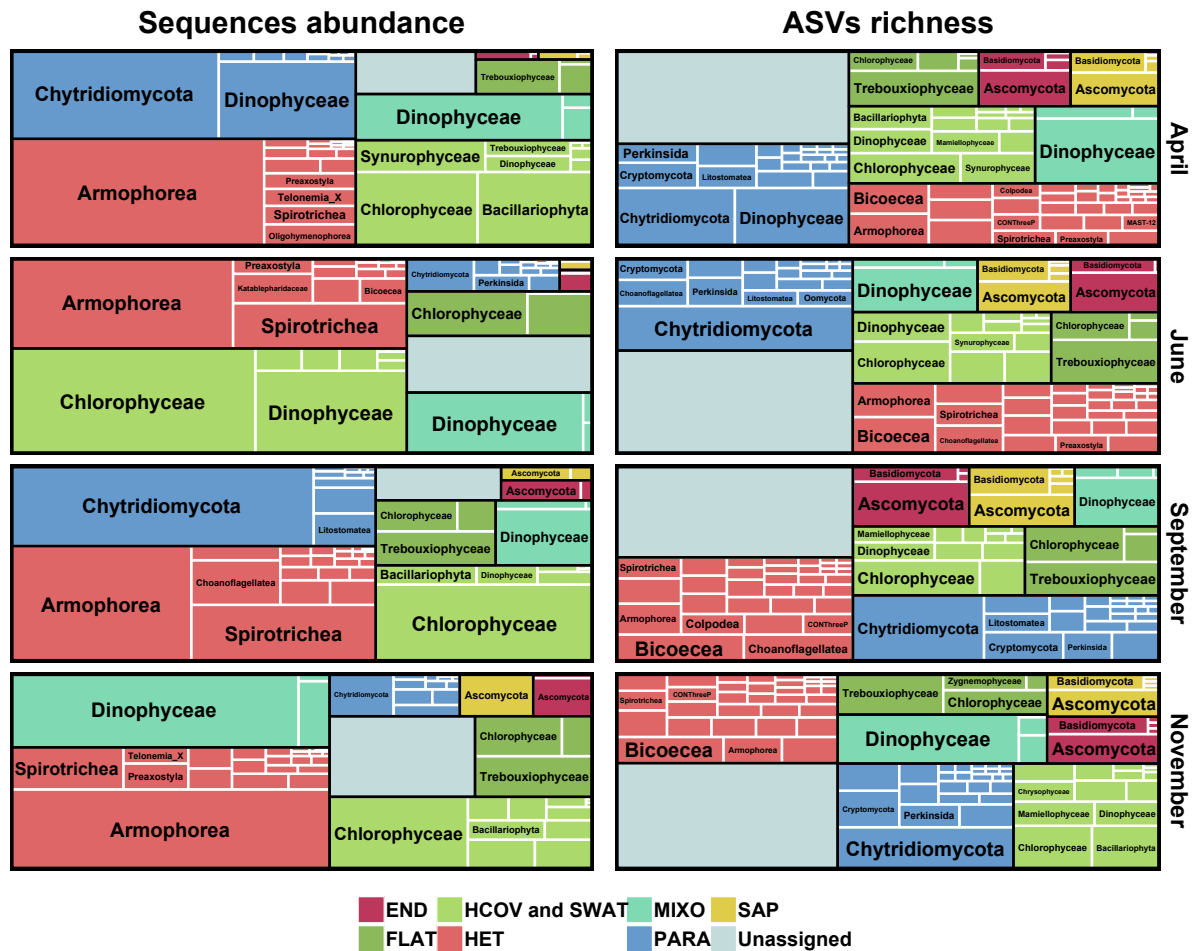 Sequences abundance
ASVs richness
Chytridiomycota
Dinophyceae
Armophorea
Preaxostyla
Telonemia_X
Spirotrichea
Oligohymenophorea
Trebouxiophyceae
Dinophyceae
Synurophyceae
Trebouxiophyceae
Dinophyceae
Chlorophyceae
Bacillariophyta
Perkinsida
Cryptomycota
Litostomatea
Chytridiomycota
Dinophyceae
Chlorophyceae
Trebouxiophyceae
Basidiomycota
Ascomycota
Basidiomycota
Ascomycota
Bacillariophyta
Dinophyceae
Mamiellophyceae
Chlorophyceae
Synurophyceae
Dinophyceae
Bicoecea
Armophorea
Colpodea
CONThreeP
MAST-12
Spirotrichea
Preaxostyla
April
Armophorea
Preaxostyla
Katablepharidaceae
Bicoecea
Spirotrichea
Chlorophyceae
Dinophyceae
Chytridiomycota
Perkinsida
Chlorophyceae
Dinophyceae
Cryptomycota
Choanoflagellatea
Perkinsida
Litostomatea
Oomycota
Chytridiomycota
Dinophyceae
Basidiomycota
Ascomycota
Basidiomycota
Ascomycota
Dinophyceae
Synurophyceae
Chlorophyceae
Chlorophyceae
Trebouxiophyceae
Armophorea
Spirotrichea
Bicoecea
Choanoflagellatea
Preaxostyla
June
Chytridiomycota
Litostomatea
Armophorea
Choanoflagellatea
Spirotrichea
Ascomycota
Ascomycota
Chlorophyceae
Trebouxiophyceae
Dinophyceae
Bacillariophyta
Dinophyceae
Chlorophyceae
Spirotrichea
Armophorea
Colpodea
CONThreeP
Bicoecea
Choanoflagellatea
Basidiomycota
Ascomycota
Basidiomycota
Ascomycota
Dinophyceae
Mamiellophyceae
Dinophyceae
Chlorophyceae
Chlorophyceae
Trebouxiophyceae
Chytridiomycota
Litostomatea
Cryptomycota
Perkinsida
September
Dinophyceae
Spirotrichea
Telonemia_X
Preaxostyla
Armophorea
Chytridiomycota
Ascomycota
Ascomycota
Chlorophyceae
Trebouxiophyceae
Chlorophyceae
Bacillariophyta
Spirotrichea
CONThreeP
Bicoecea
Armophorea
Trebouxiophyceae
Zygnemophyceae
Chlorophyceae
Basidiomycota
Ascomycota
Dinophyceae
Basidiomycota
Ascomycota
Cryptomycota
Perkinsida
Chytridiomycota
Chrysophyceae
Mamiellophyceae
Dinophyceae
Chlorophyceae
Bacillariophyta
November
END
HCOV and SWAT
MIXO
SAP
FLAT
HET
PARA
Unassigned